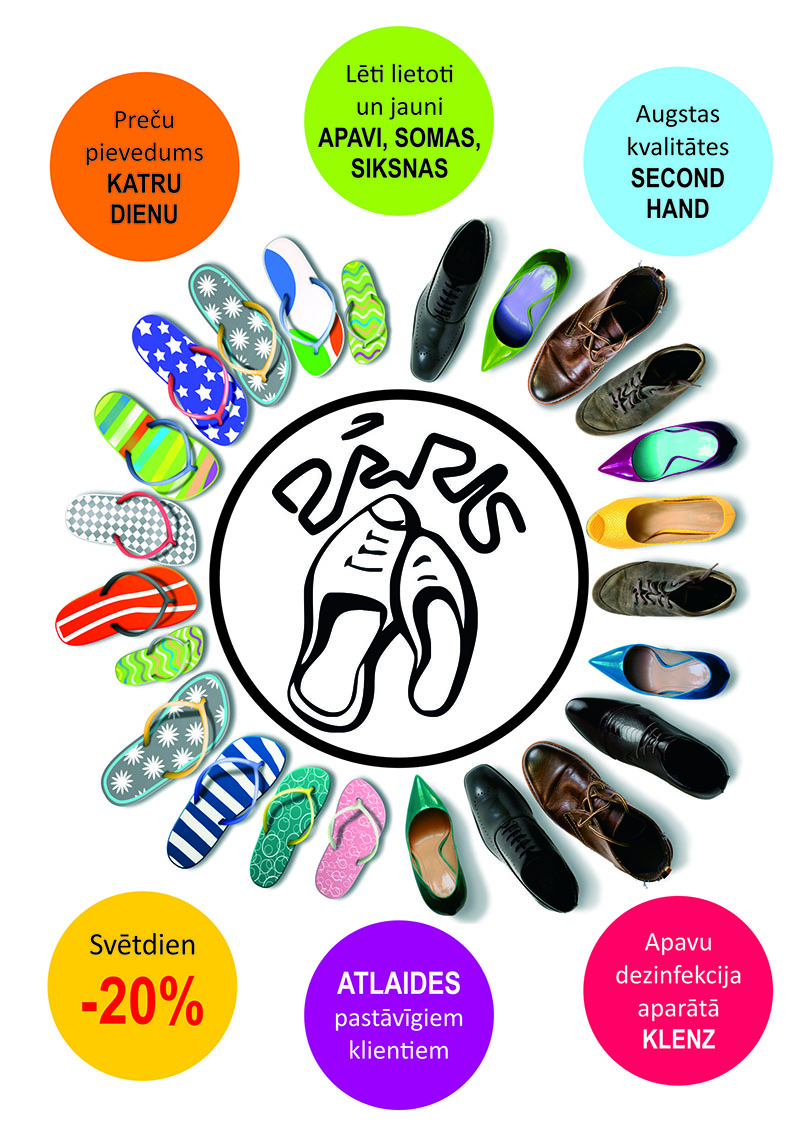 Lēti lietoti
un jauni
APAVI, SOMAS,
SIKSNAS
Preču
pievedums
KATRU
DIENU
Augstas
kvalitātes
SECOND
HAND
PĀRIS
Svētdien
-20%
ATLAIDES
pastāvīgiem
klientiem
Apavu
dezinfekcija
aparātā
KLENZ